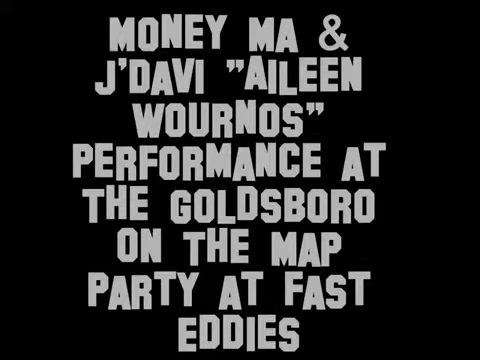 MONEY MA &
J'DAVI "AILEEN
WOURNOS"
PERFORMANCE AT
THE GOLDSBORO
ON THE MAP
PARTY AT FAST
EDDIES